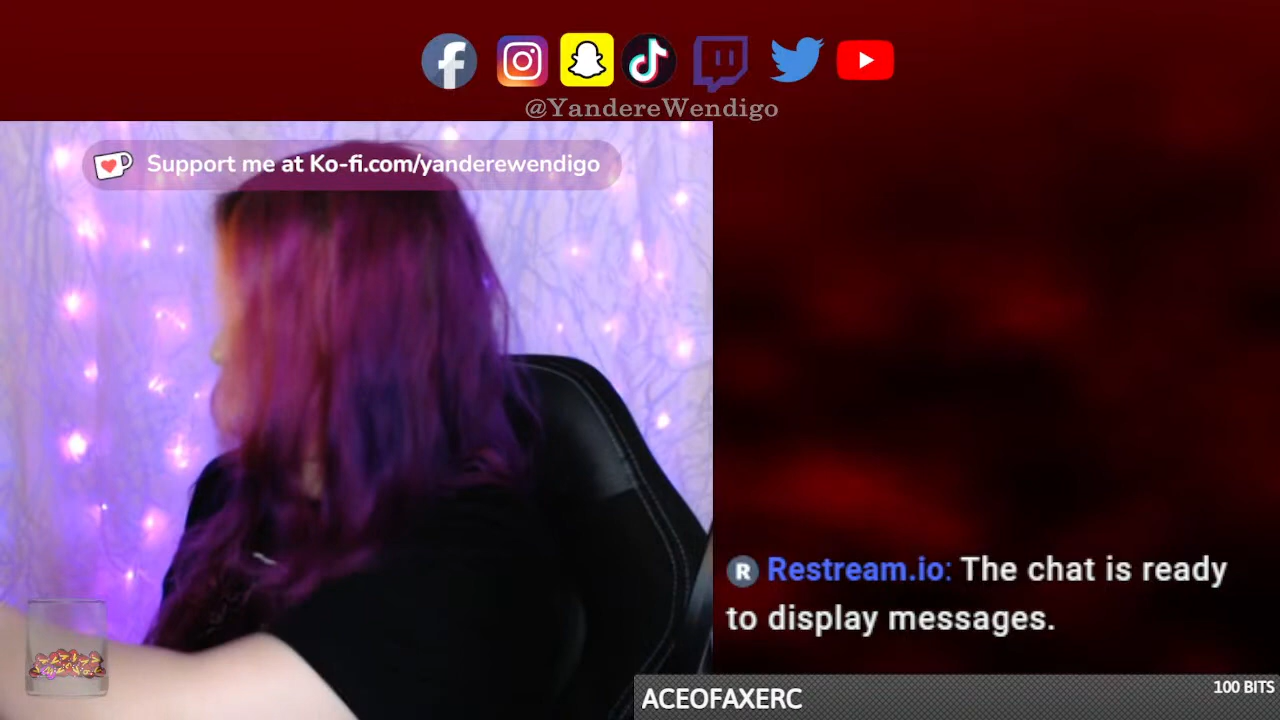 @YandereWendigo
Support me at Ko-fi.com/yanderewendigo
R Restream.io: The chat is ready
to display messages.
100 BITS
ACEOFAXERC